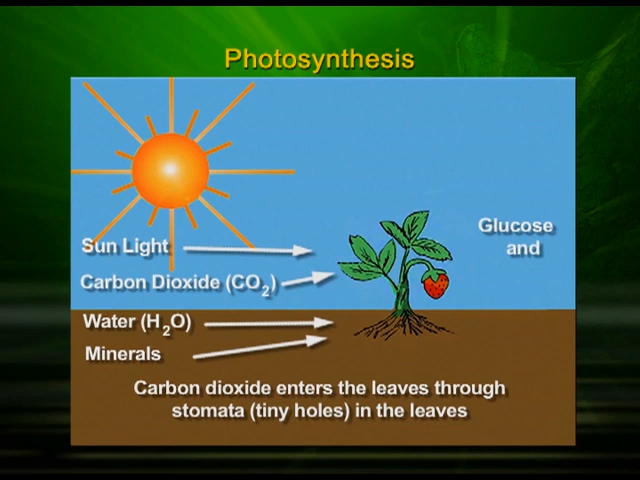 Photosynthesis
Sun Light
Carbon Dioxide (CO2)
Water (H2O)
Minerals
Glucose
and
Carbon dioxide enters the leaves through
stomata (tiny holes) in the leaves